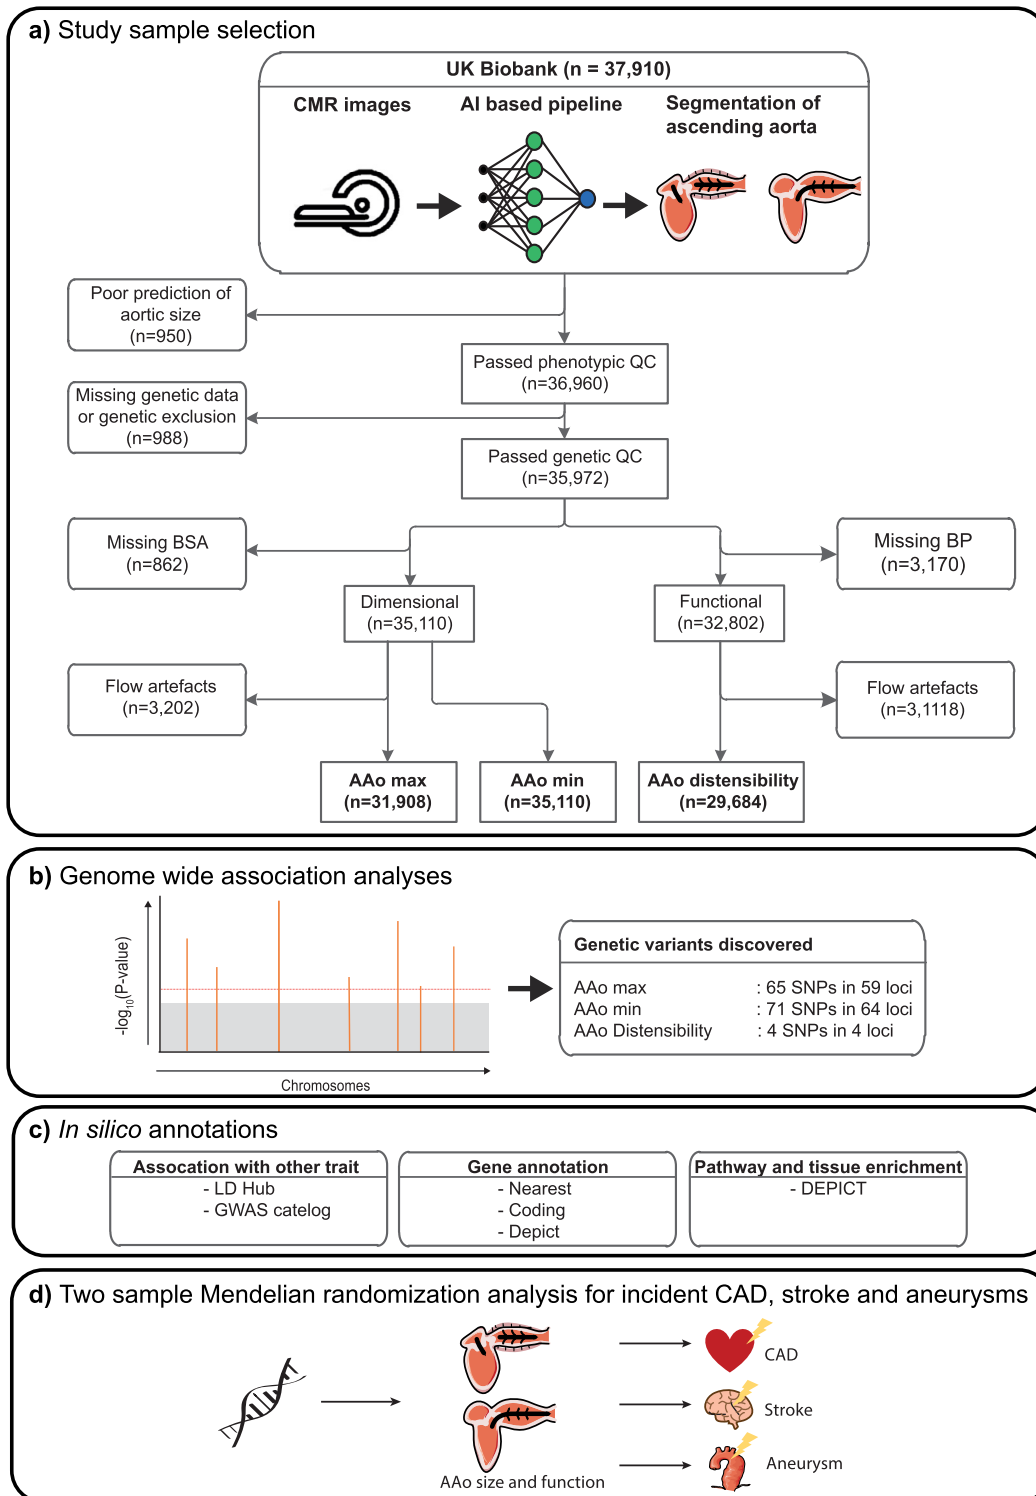 a) Study sample selection
UK Biobank (n = 37,910)
CMR images
AI based pipeline
Segmentation of
ascending aorta
Poor prediction of
aortic size
(n=950)
Passed phenotypic QC
(n=36,960)
Missing genetic data
or genetic exclusion
(n=988)
Passed genetic QC
(n=35,972)
Missing BSA
(n=862)
Missing BP
(n=3,170)
Dimensional
(n=35,110)
Functional
(n=32,802)
Flow artefacts
(n=3,202)
Flow artefacts
(n=3,1118)
AAo max
(n=31,908)
AAo min
(n=35,110)
AAo distensibility
(n=29,684)
b) Genome wide association analyses
-log10(P-value)
Chromosomes
Genetic variants discovered
AAo max : 65 SNPs in 59 loci
AAo min : 71 SNPs in 64 loci
AAo Distensibility : 4 SNPs in 4 loci
c) In silico annotations
Assocation with other trait
- LD Hub
- GWAS catelog
Gene annotation
- Nearest
- Coding
- Depict
Pathway and tissue enrichment
- DEPICT
d) Two sample Mendelian randomization analysis for incident CAD, stroke and aneurysms
CAD
Stroke
Aneurysm
AAo size and function